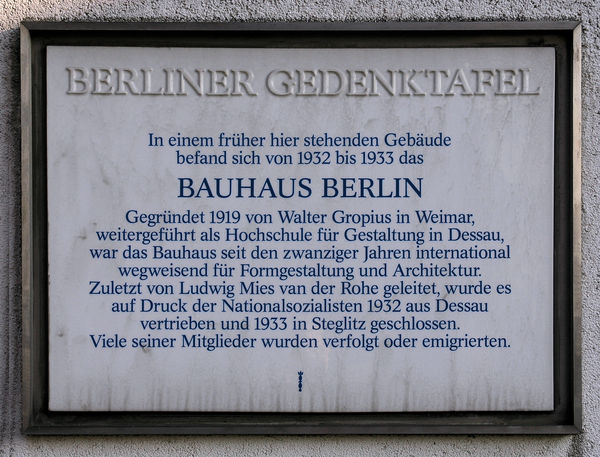 BERLINER GEDENKTAFEL
In einem früher hier stehenden Gebäude
befand sich von 1932 bis 1933 das
BAUHAUS BERLIN
Gegründet 1919 von Walter Gropius in Weimar,
weitergeführt als Hochschule für Gestaltung in Dessau,
war das Bauhaus seit den zwanziger Jahren international
wegweisend für Formgestaltung und Architektur.
Zuletzt von Ludwig Mies van der Rohe geleitet, wurde es
auf Druck der Nationalsozialisten 1932 aus Dessau
vertrieben und 1933 in Steglitz geschlossen.
Viele seiner Mitglieder wurden verfolgt oder emigrierten.